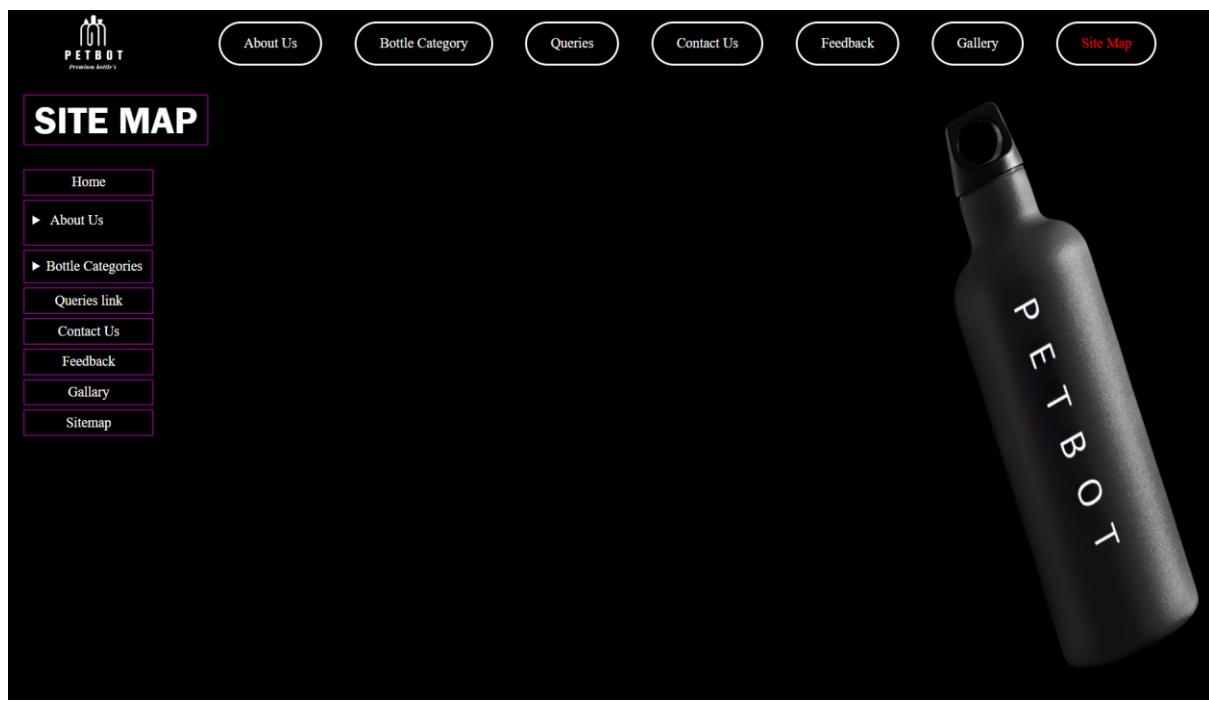 PETBOT
Premium bottle's
About Us
Bottle Category
Queries
Contact Us
Feedback
Gallery
Site Map
SITE MAP
Home
About Us
Bottle Categories
Queries link
Contact Us
Feedback
Gallary
Sitemap
PETBOT